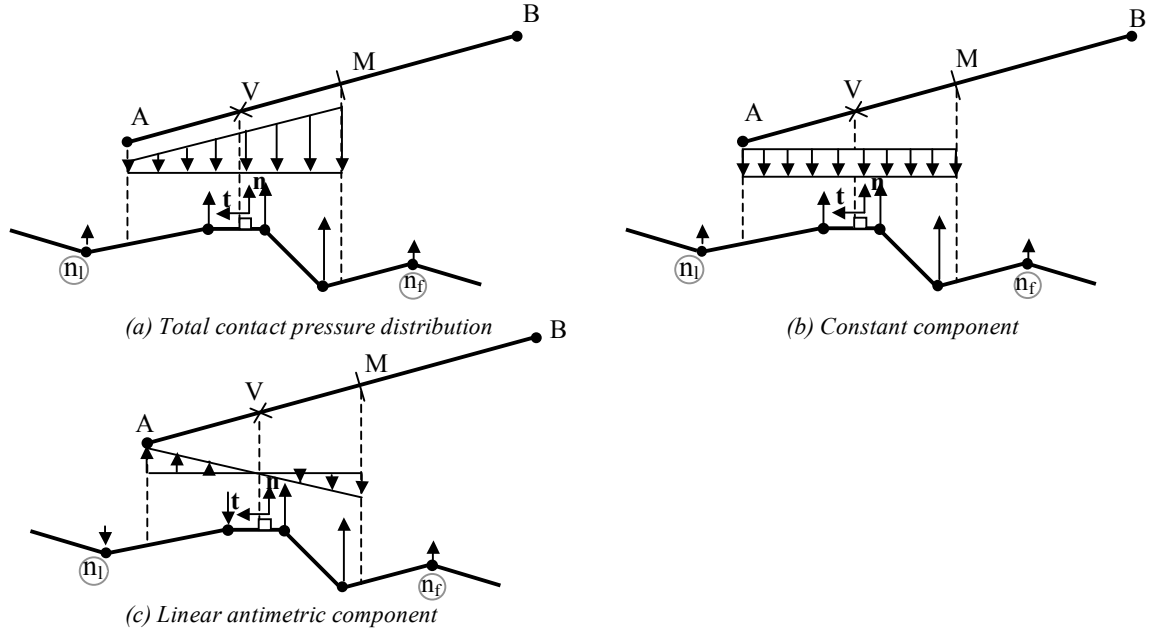 B
M
V
A
n
t
n_l
n_f
(a) Total contact pressure distribution
B
M
V
A
n
t
n_l
n_f
(b) Constant component
B
M
V
A
n
t
n_l
n_f
(c) Linear antimetric component